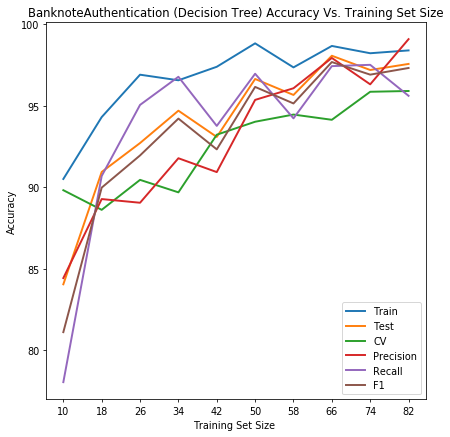 BanknoteAuthentication (Decision Tree) Accuracy Vs. Training Set Size
100
95
90
85
80
Accuracy
10 18 26 34 42 50 58 66 74 82
Training Set Size
Train
Test
CV
Precision
Recall
F1